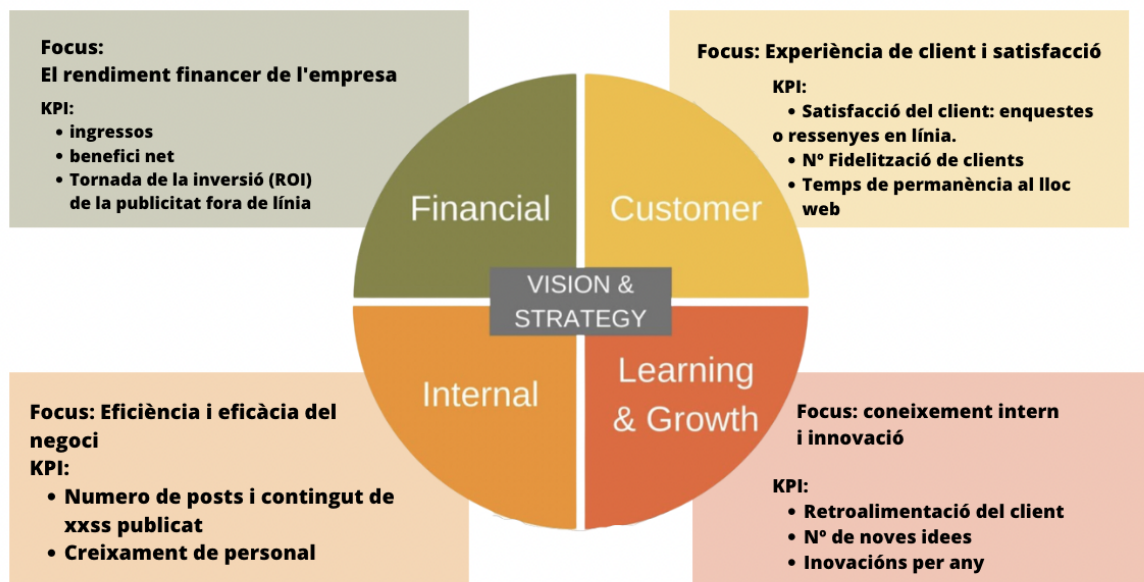 Focus:
El rendiment financer de l'empresa
KPI:
• ingressos
• benefici net
• Tornada de la inversió (ROI)
de la publicitat fora de línia
Focus: Experiència de client i satisfacció
KPI:
• Satisfacció del client: enquestes
o ressenyes en línia.
• Nº Fidelització de clients
• Temps de permanència al lloc
web
Financial
Customer
VISION &
STRATEGY
Internal
Learning
& Growth
Focus: Eficiència i eficàcia del
negoci
KPI:
• Numero de posts i contingut de
xxss publicat
• Creixament de personal
Focus: coneixement intern
i innovació
KPI:
• Retroalimentació del client
• Nº de noves idees
• Inovacións per any